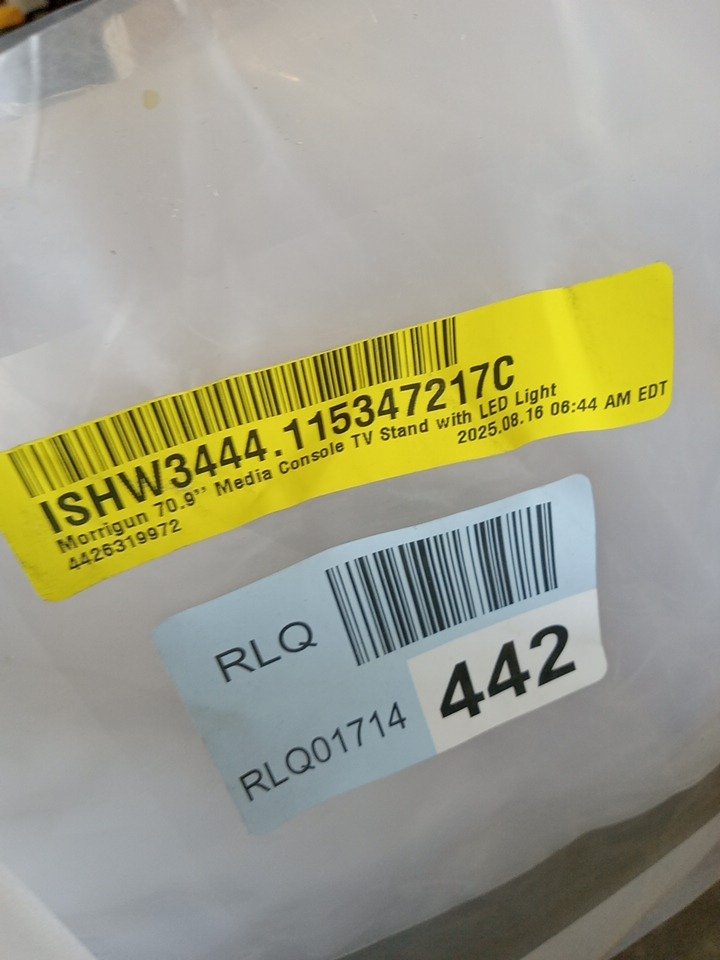 ISHW3444.115347217C
Morrigun 70.9'' Media Console TV Stand with LED Light
4426319972
2025.08.16 06:44 AM EDT
RLQ
RLQ01714
442